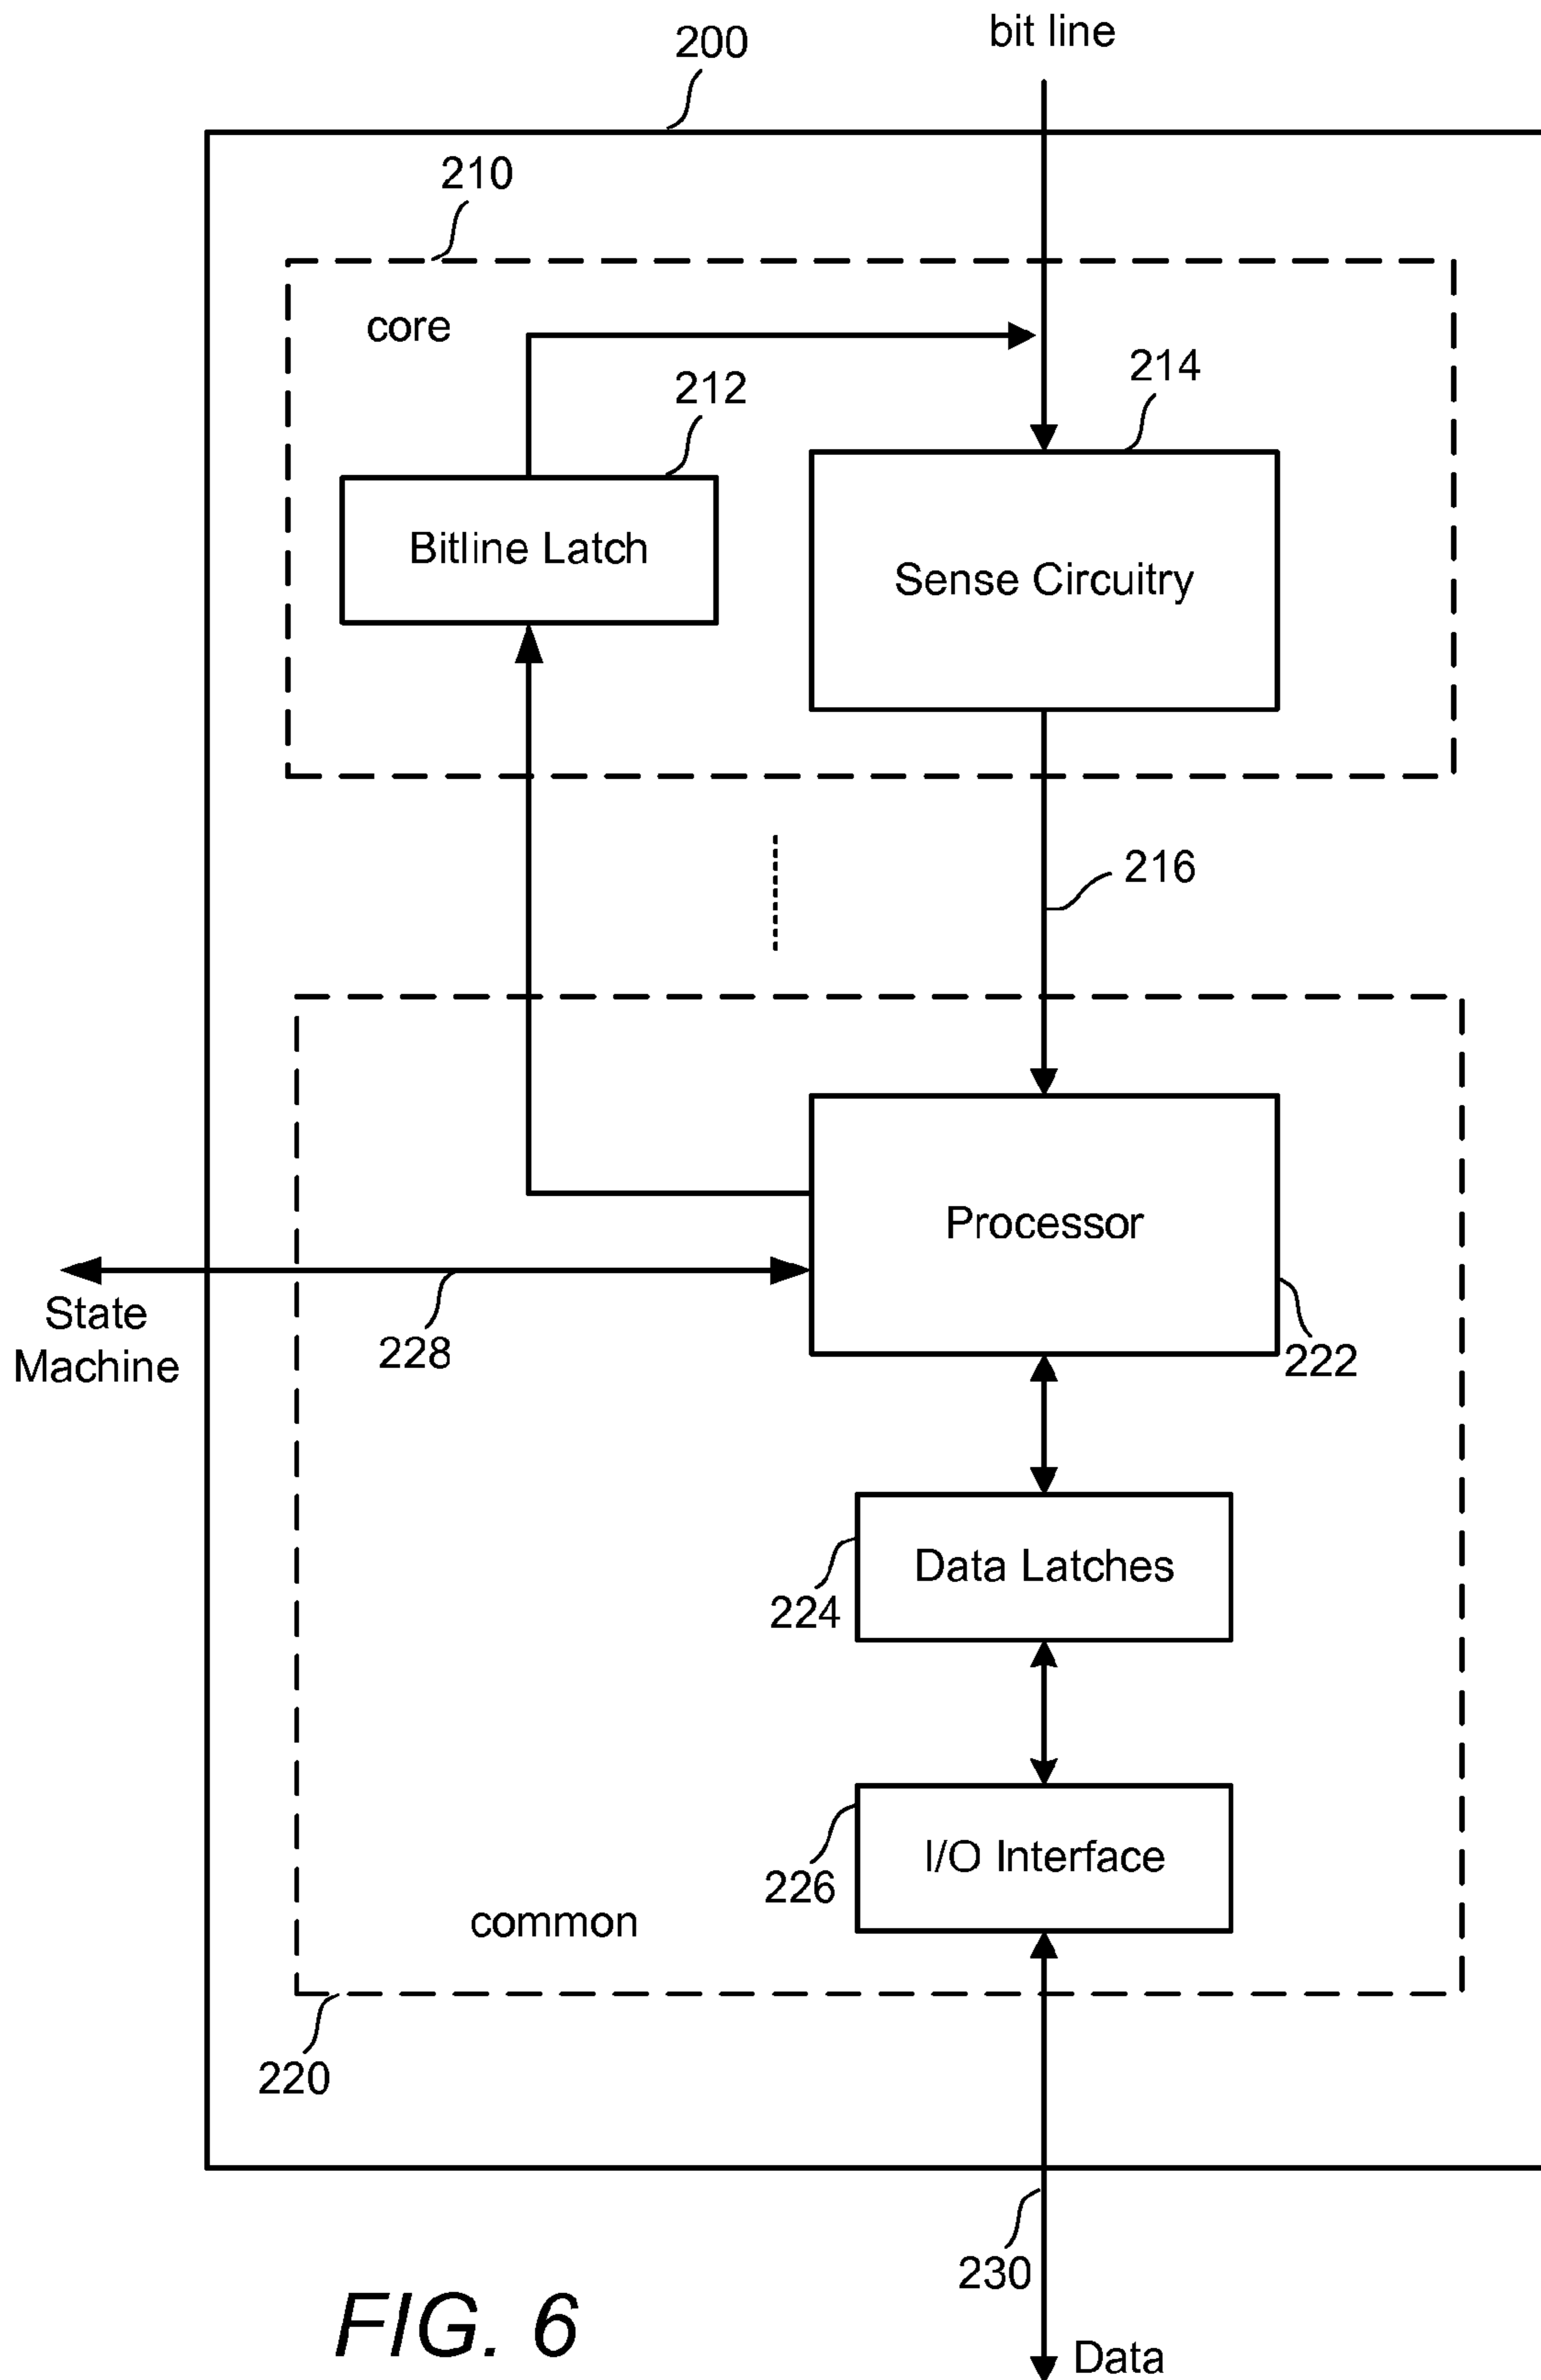 bit line
200
210
core
212
214
Bitline Latch
Sense Circuitry
216
Processor
State
Machine
228
222
Data Latches
224
I/O Interface
226
common
220
230
FIG. 6
Data